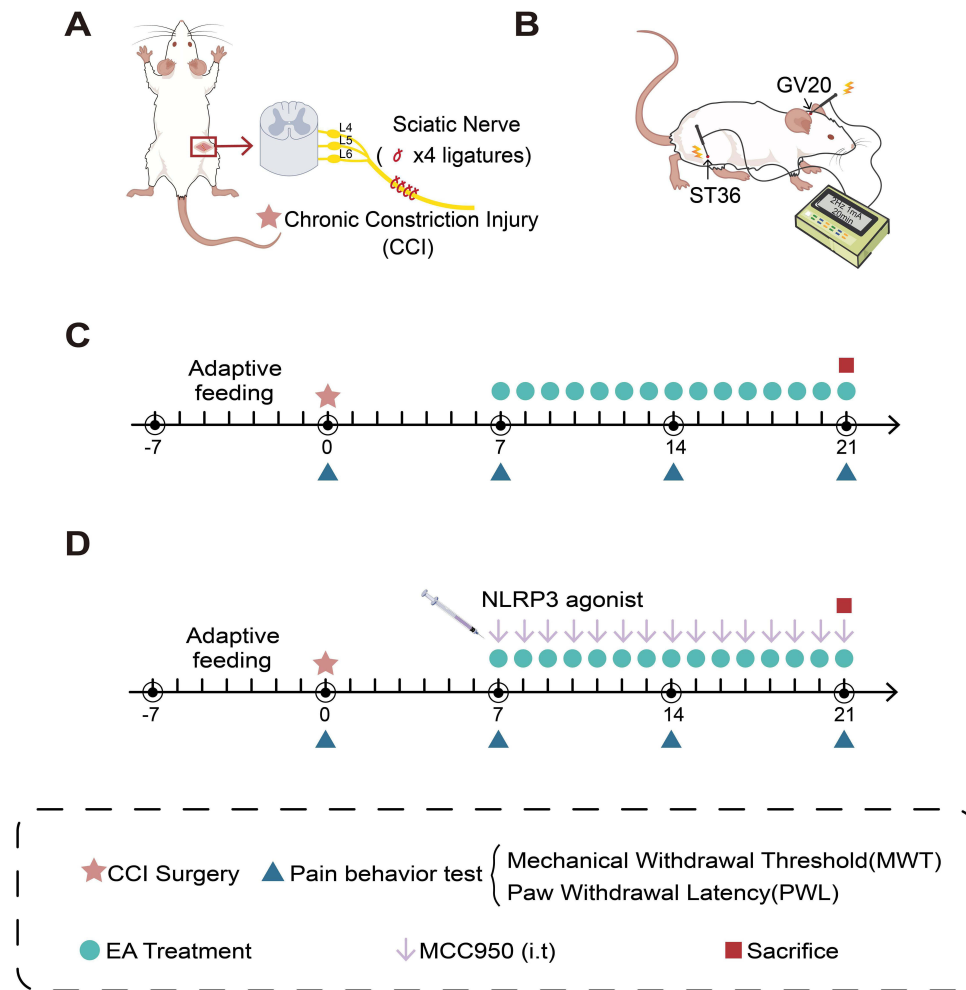 A
L4
L5
L6
Sciatic Nerve
( x4 ligatures)
Chronic Constriction Injury
(CCI)
B
GV20
ST36
2Hz 1mA
20min
C
Adaptive
feeding
-7
0
7
14
21
D
NLRP3 agonist
Adaptive
feeding
-7
0
7
14
21
CCI Surgery
Pain behavior test
Mechanical Withdrawal Threshold(MWT)
Paw Withdrawal Latency(PWL)
EA Treatment
MCC950 (i.t)
Sacrifice